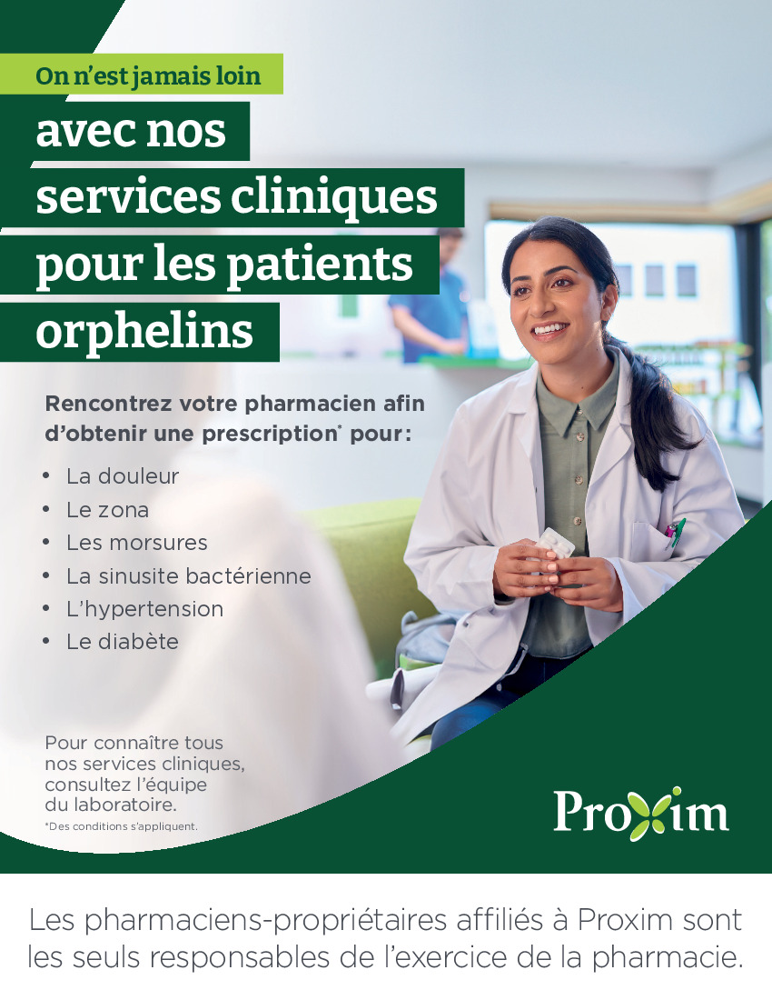 On n'est jamais loin
avec nos
services cliniques
pour les patients
orphelins
Rencontrez votre pharmacien afin
d'obtenir une prescription* pour :
• La douleur
• Le zona
• Les morsures
• La sinusite bactérienne
• L'hypertension
• Le diabète
Pour connaître tous
nos services cliniques,
consultez l'équipe
du laboratoire.
*Des conditions s'appliquent.
Proxim
Les pharmaciens-propriétaires affiliés à Proxim sont
les seuls responsables de l'exercice de la pharmacie.